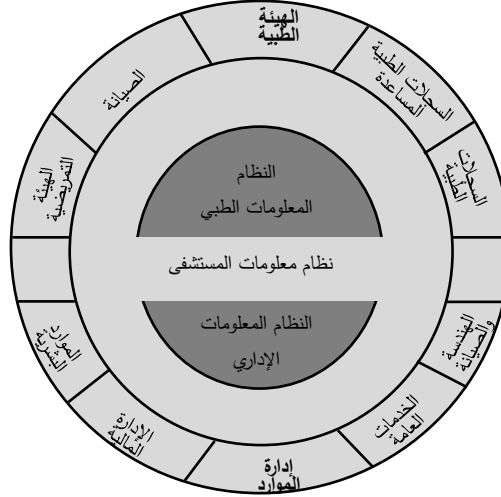 الهيئة
الطبية
السجلات الطبية
المساعدة
السجلات
الطبية
الهندسة
والصيانة
الخدمات
العامة
إدارة
الموارد
الإدارة
المالية
الموارد
البشرية
الهيئة
التمريضية
الصيانة
النظام
المعلومات الطبي
نظام معلومات المستشفى
النظام المعلومات
الإداري